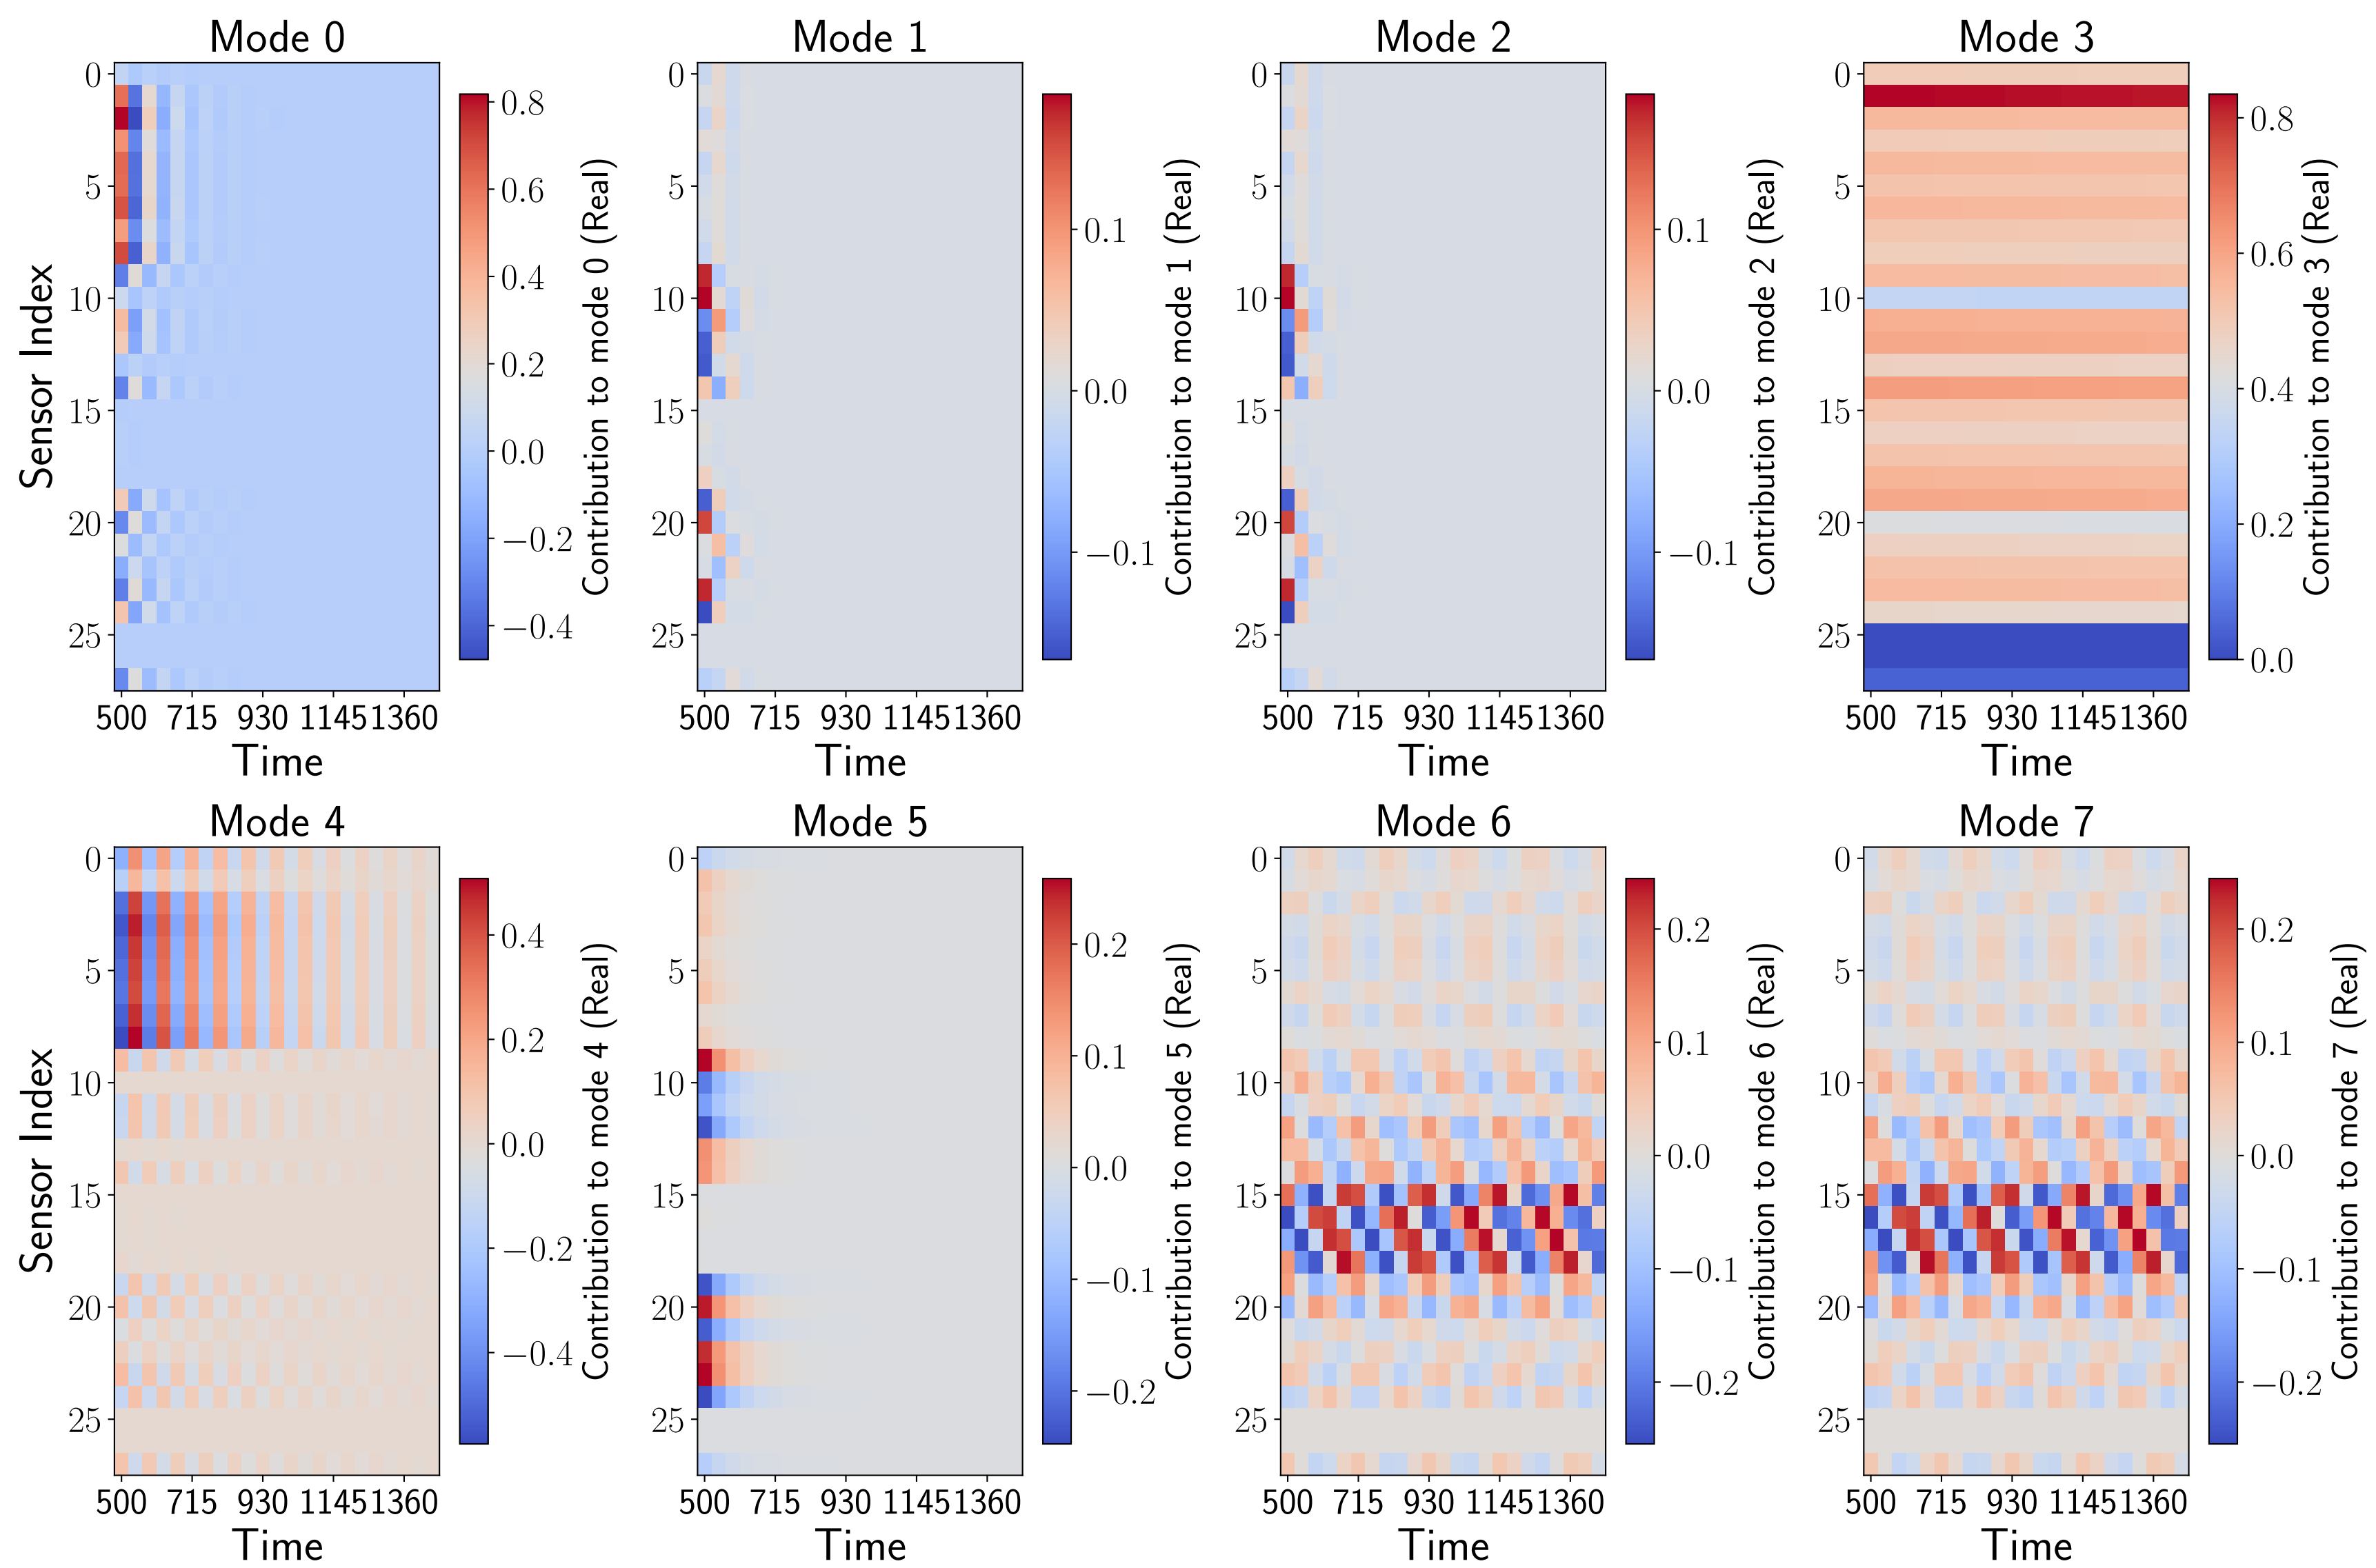 Mode 0
Mode 1
Mode 2
Mode 3
Sensor Index
0
5
10
15
20
25
500 715 930 1145 1360
Time
0.8
0.6
0.4
0.2
0.0
−0.2
−0.4
Contribution to mode 0 (Real)
0
5
10
15
20
25
500 715 930 1145 1360
Time
0.1
0.0
−0.1
Contribution to mode 1 (Real)
0
5
10
15
20
25
500 715 930 1145 1360
Time
0.1
0.0
−0.1
Contribution to mode 2 (Real)
0
5
10
15
20
25
500 715 930 1145 1360
Time
0.8
0.6
0.4
0.2
0.0
Contribution to mode 3 (Real)
Mode 4
Mode 5
Mode 6
Mode 7
Sensor Index
0
5
10
15
20
25
500 715 930 1145 1360
Time
0.4
0.2
0.0
−0.2
−0.4
Contribution to mode 4 (Real)
0
5
10
15
20
25
500 715 930 1145 1360
Time
0.2
0.1
0.0
−0.1
−0.2
Contribution to mode 5 (Real)
0
5
10
15
20
25
500 715 930 1145 1360
Time
0.2
0.1
0.0
−0.1
−0.2
Contribution to mode 6 (Real)
0
5
10
15
20
25
500 715 930 1145 1360
Time
0.2
0.1
0.0
−0.1
−0.2
Contribution to mode 7 (Real)